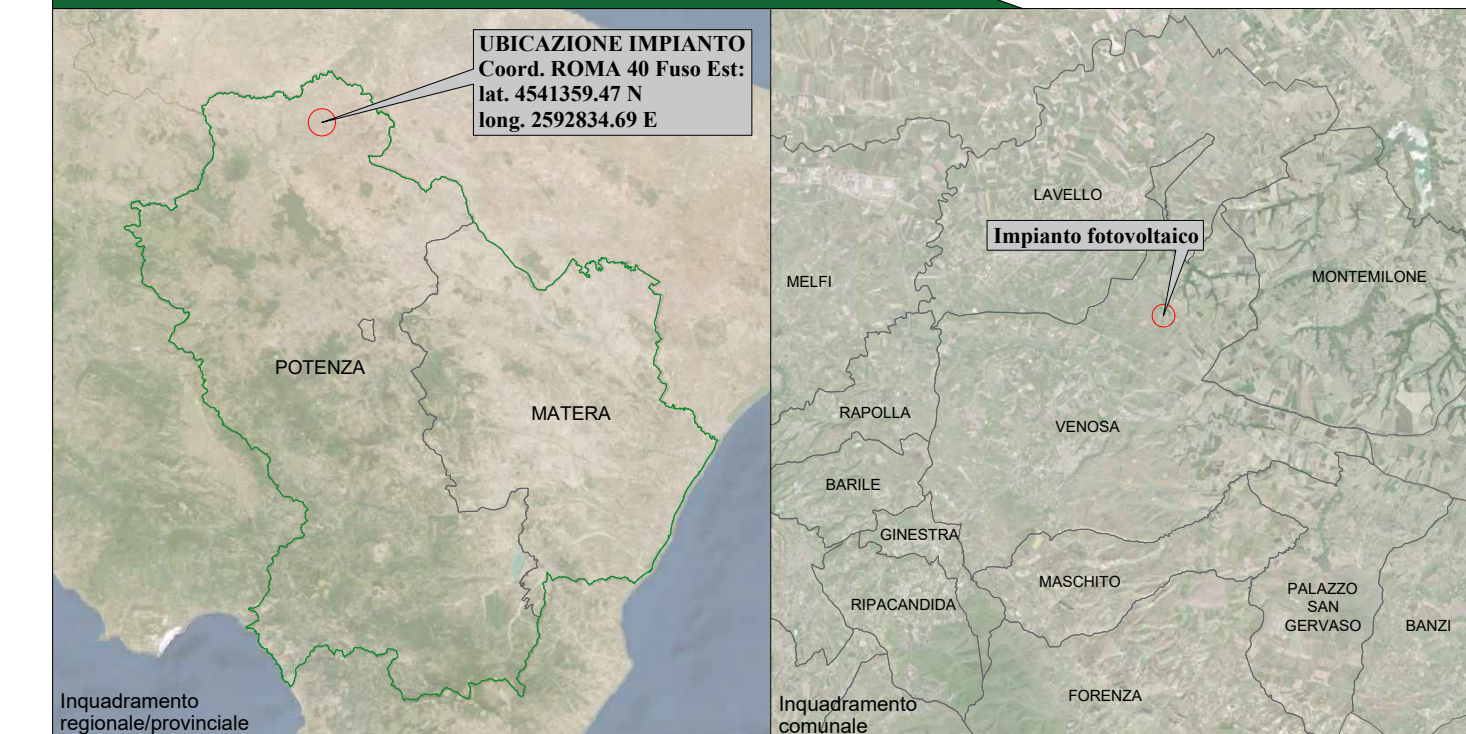 UBICAZIONE IMPIANTO
Coord. ROMA 40 Fuso Est:
lat. 4541359.47 N
long. 2592834.69 E
POTENZA
MATERA
Inquadramento
regionale/provinciale
LAVELLO
Impianto fotovoltaico
MELFI
MONTEMILONE
RAPOLLA
VENOSA
BARILE
GINESTRA
MASCHITO
RIPACANDIDA
PALAZZO
SAN
GERVASO
BANZI
FORENZA
Inquadramento
comunale